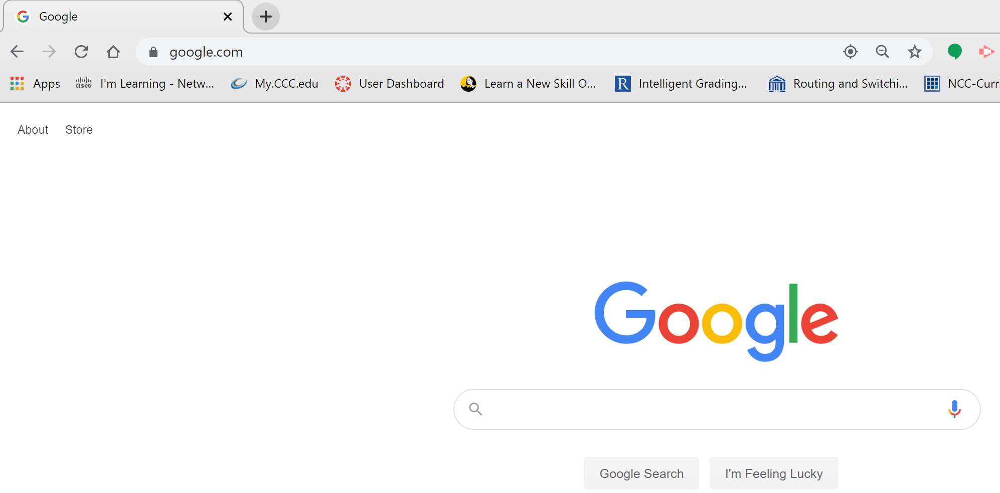 Google
google.com
Apps I'm Learning - Netw... My.CCC.edu User Dashboard Learn a New Skill O... Intelligent Grading... Routing and Switchi... NCC-Curri
About Store
Google
Google Search I'm Feeling Lucky